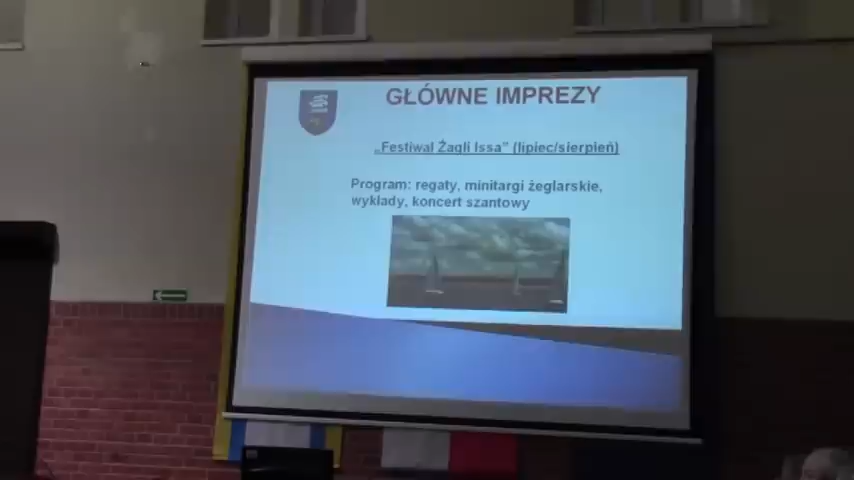 GŁÓWNE IMPREZY
„Festiwal Żagli Issa” (lipiec/sierpień)
Program: regaty, minitargi żeglarskie,
wykłady, koncert szantowy